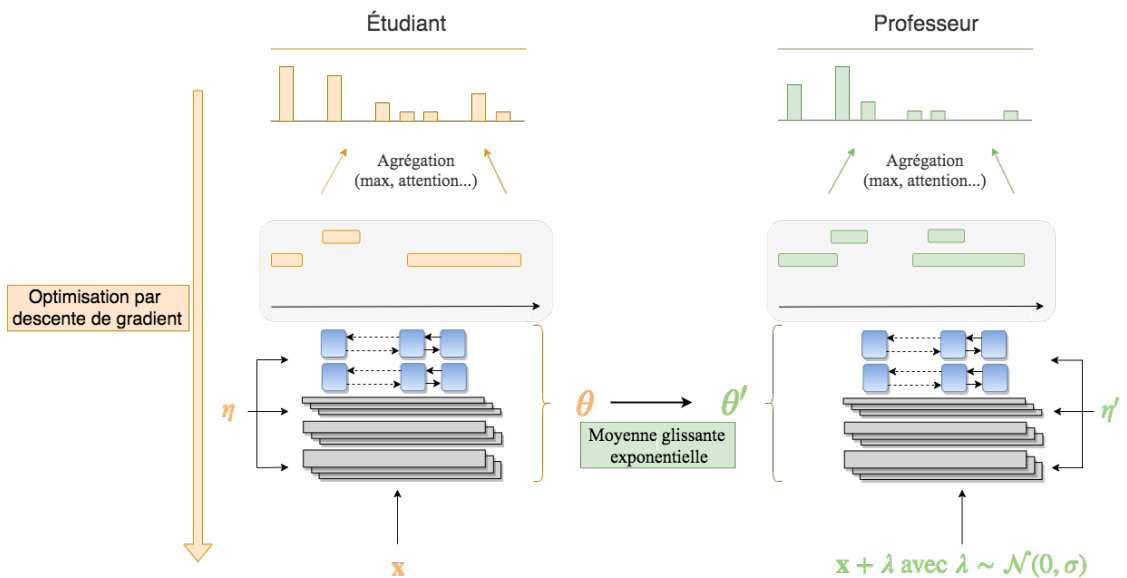 Étudiant
Professeur
Agrégation
(max, attention...)
Agrégation
(max, attention...)
Optimisation par
descente de gradient
η
θ
θ′
η′
Moyenne glissante
exponentielle
x
x + λ avec λ ∼ 𝒩(0, σ)